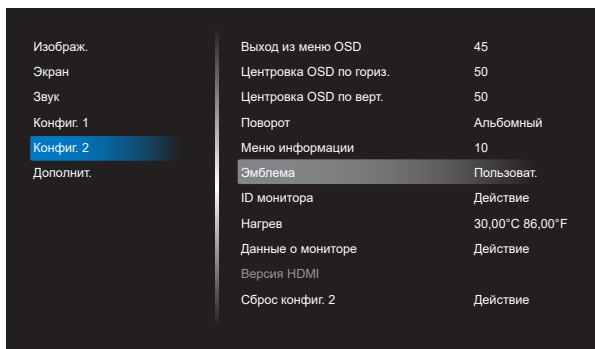 Изображ.
Экран
Звук
Конфиг. 1
Конфиг. 2
Дополнит.
Выход из меню OSD 45
Центровка OSD по гориз. 50
Центровка OSD по верт. 50
Поворот Альбомный
Меню информации 10
Эмблема Пользоват.
ID монитора Действие
Нагрев 30,00°C 86,00°F
Данные о мониторе Действие
Версия HDMI
Сброс конфиг. 2 Действие